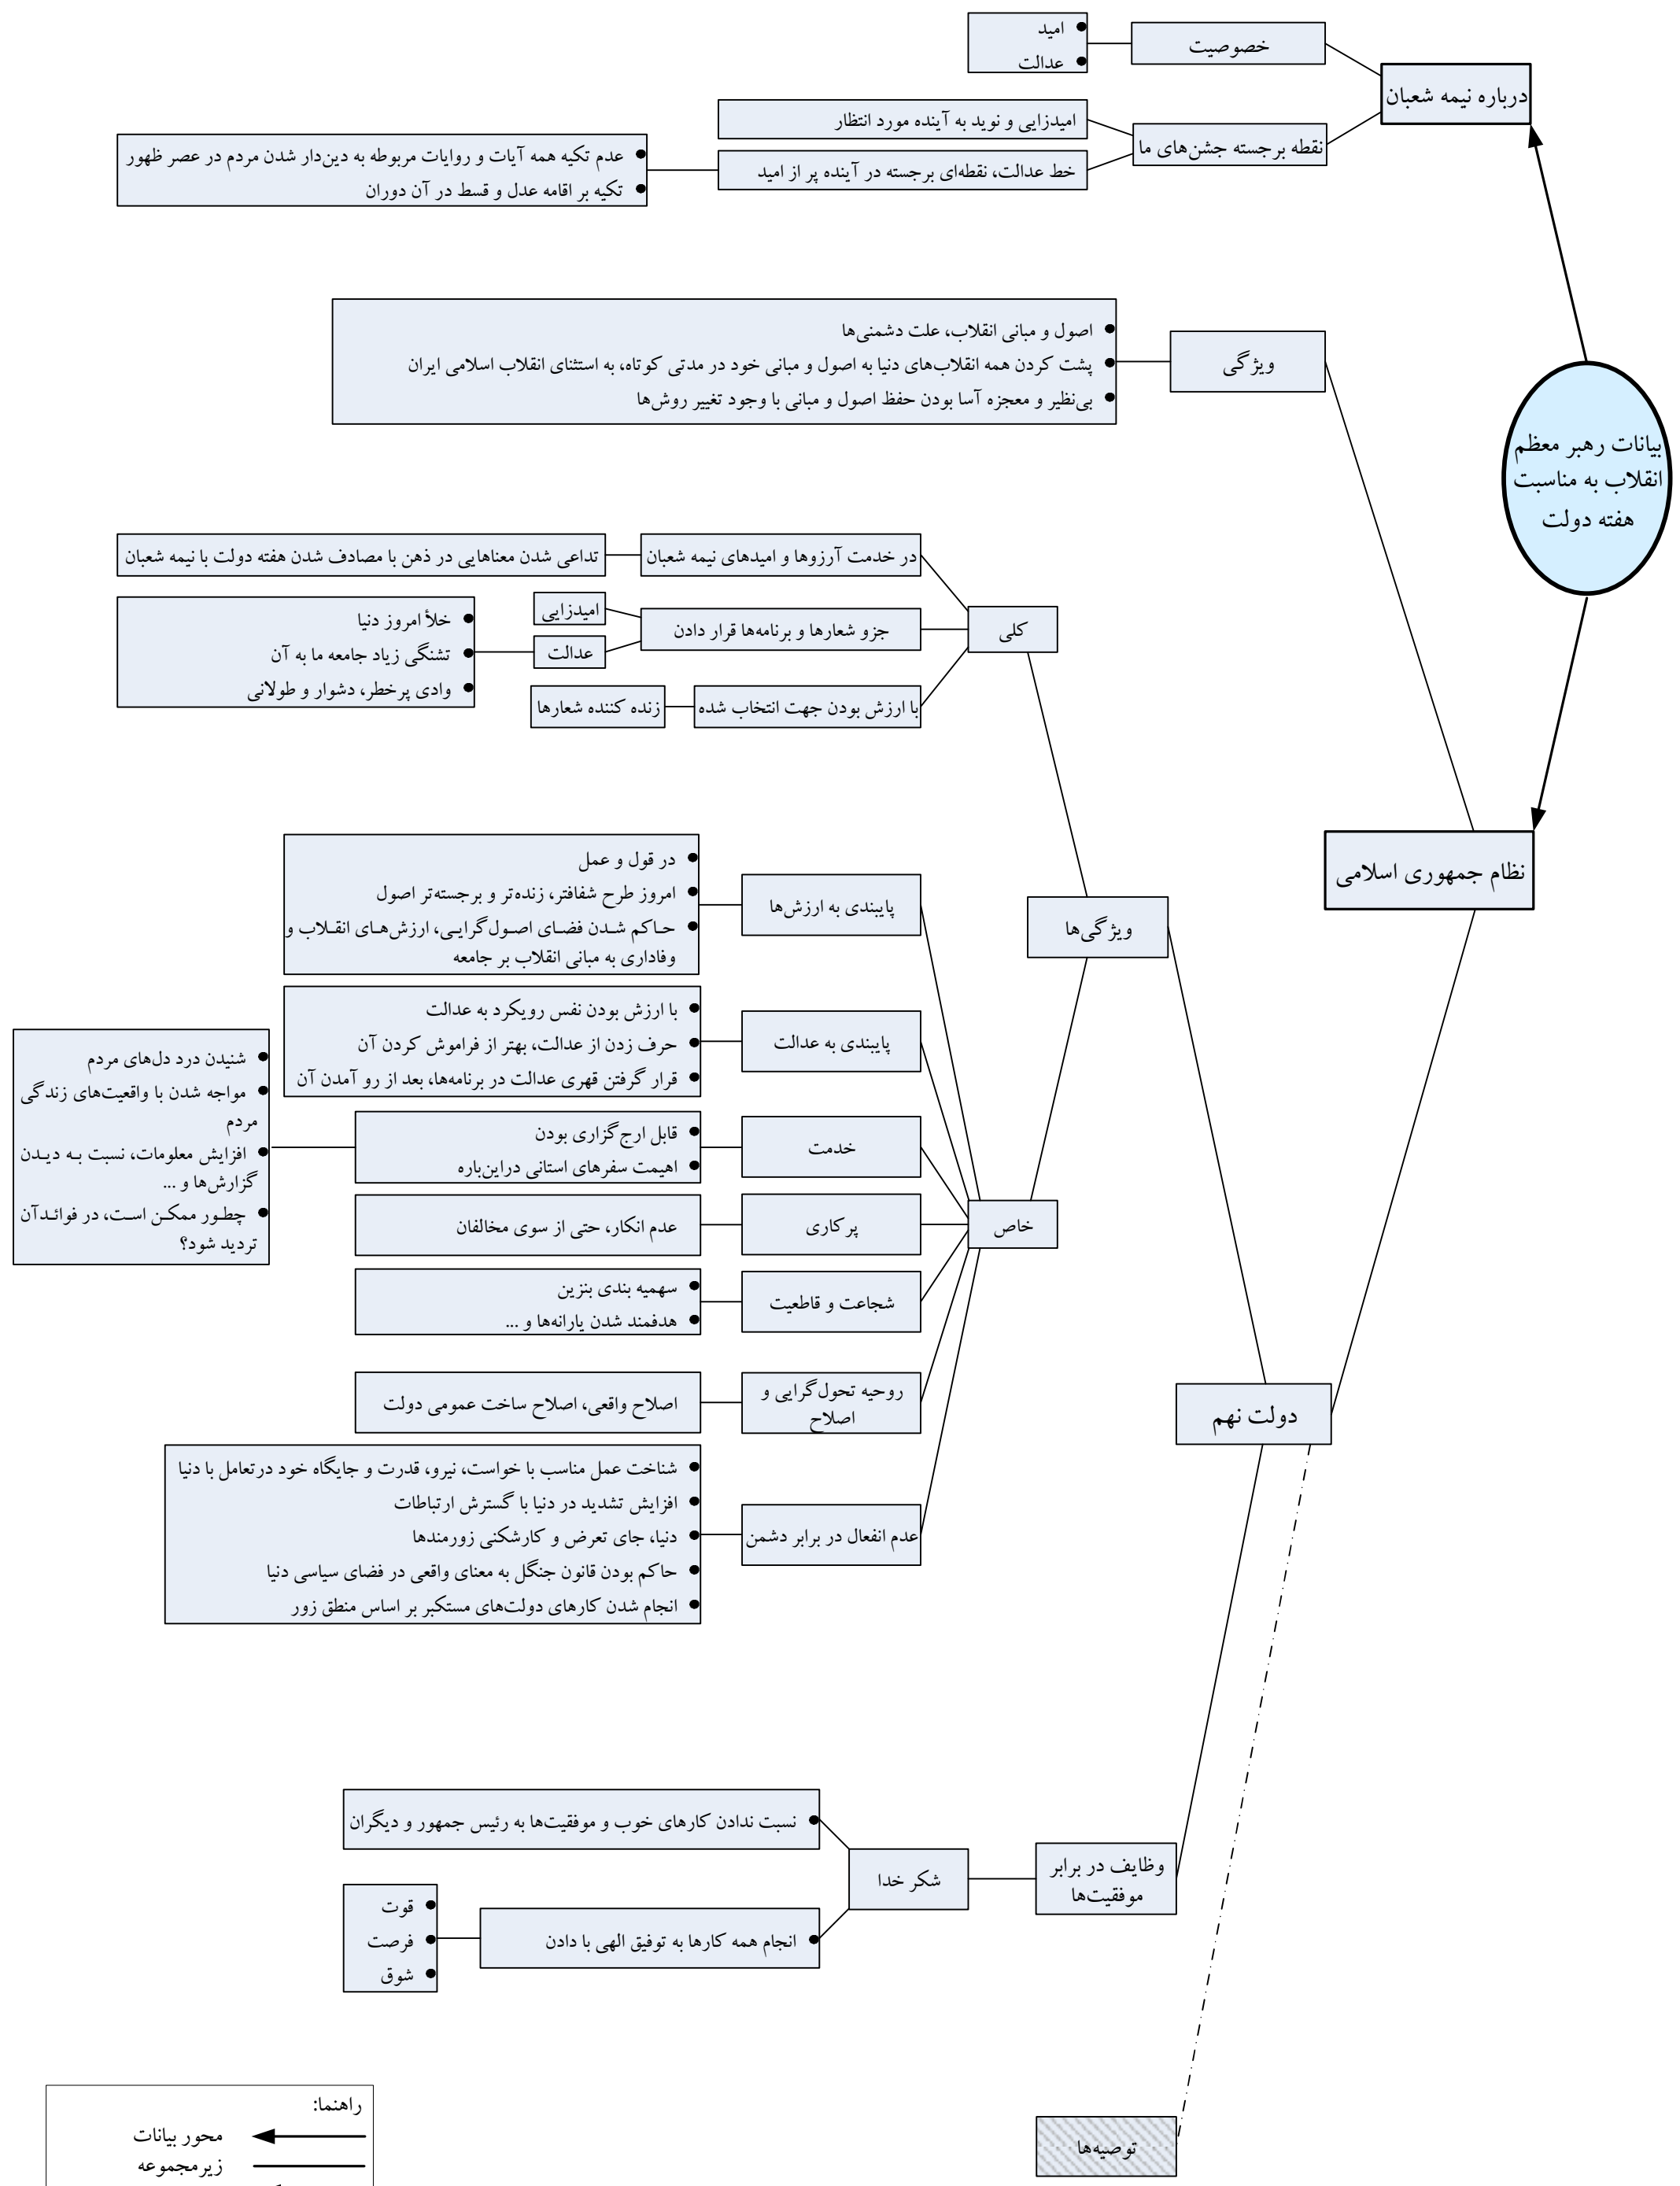 امید
عدالت
خصوصیت
درباره نیمه شعبان
امیدزایی و نوید به آینده مورد انتظار
نقطه برجسته جشن‌های ما
خط عدالت، نقطه‌ای برجسته در آینده پر از امید
عدم تکیه همه آیات و روایات مربوطه به دین‌دار شدن مردم در عصر ظهور
تکیه بر اقامه عدل و قسط در آن دوران
بیانات رهبر معظم
انقلاب به مناسبت
هفته دولت
ویژگی
اصول و مبانی انقلاب، علت دشمنی‌ها
پشت کردن همه انقلاب‌های دنیا به اصول و مبانی خود در مدتی کوتاه، به استثنای انقلاب اسلامی ایران
بی‌نظیر و معجزه آسا بودن حفظ اصول و مبانی با وجود تغییر روش‌ها
نظام جمهوری اسلامی
دولت نهم
ویژگی‌ها
کلی
در خدمت آرزوها و امیدهای نیمه شعبان
تداعی شدن معناهایی در ذهن با مصادف شدن هفته دولت با نیمه شعبان
جزو شعارها و برنامه‌ها قرار دادن
امیدزایی
عدالت
خلأ امروز دنیا
تشنگی زیاد جامعه ما به آن
وادی پرخطر، دشوار و طولانی
با ارزش بودن جهت انتخاب شده
زنده کننده شعارها
خاص
پایبندی به ارزش‌ها
در قول و عمل
امروز طرح شفافتر، زنده‌تر و برجسته‌تر اصول
حاکم شدن فضای اصول‌گرایی، ارزش‌های انقلاب و
وفاداری به مبانی انقلاب بر جامعه
پایبندی به عدالت
با ارزش بودن نفس رویکرد به عدالت
حرف زدن از عدالت، بهتر از فراموش کردن آن
قرار گرفتن قهری عدالت در برنامه‌ها، بعد از رو آمدن آن
خدمت
قابل ارج‌گزاری بودن
اهیمت سفرهای استانی دراین‌باره
شنیدن درد دل‌های مردم
مواجه شدن با واقعیت‌های زندگی
مردم
افزایش معلومات، نسبت به دیدن
گزارش‌ها و ...
چطور ممکن است، در فوائدآن
تردید شود؟
پرکاری
عدم انکار، حتی از سوی مخالفان
شجاعت و قاطعیت
سهمیه بندی بنزین
هدفمند شدن یارانه‌ها و ...
روحیه تحول‌گرایی و
اصلاح
اصلاح واقعی، اصلاح ساخت عمومی دولت
عدم انفعال در برابر دشمن
شناخت عمل مناسب با خواست، نیرو، قدرت و جایگاه خود درتعامل با دنیا
افزایش تشدید در دنیا با گسترش ارتباطات
دنیا، جای تعرض و کارشکنی زورمندها
حاکم بودن قانون جنگل به معنای واقعی در فضای سیاسی دنیا
انجام شدن کارهای دولت‌های مستکبر بر اساس منطق زور
وظایف در برابر
موفقیت‌ها
شکر خدا
نسبت ندادن کارهای خوب و موفقیت‌ها به رئیس جمهور و دیگران
انجام همه کارها به توفیق الهی با دادن
قوت
فرصت
شوق
توصیه‌ها
راهنما:
محور بیانات
زیرمجموعه